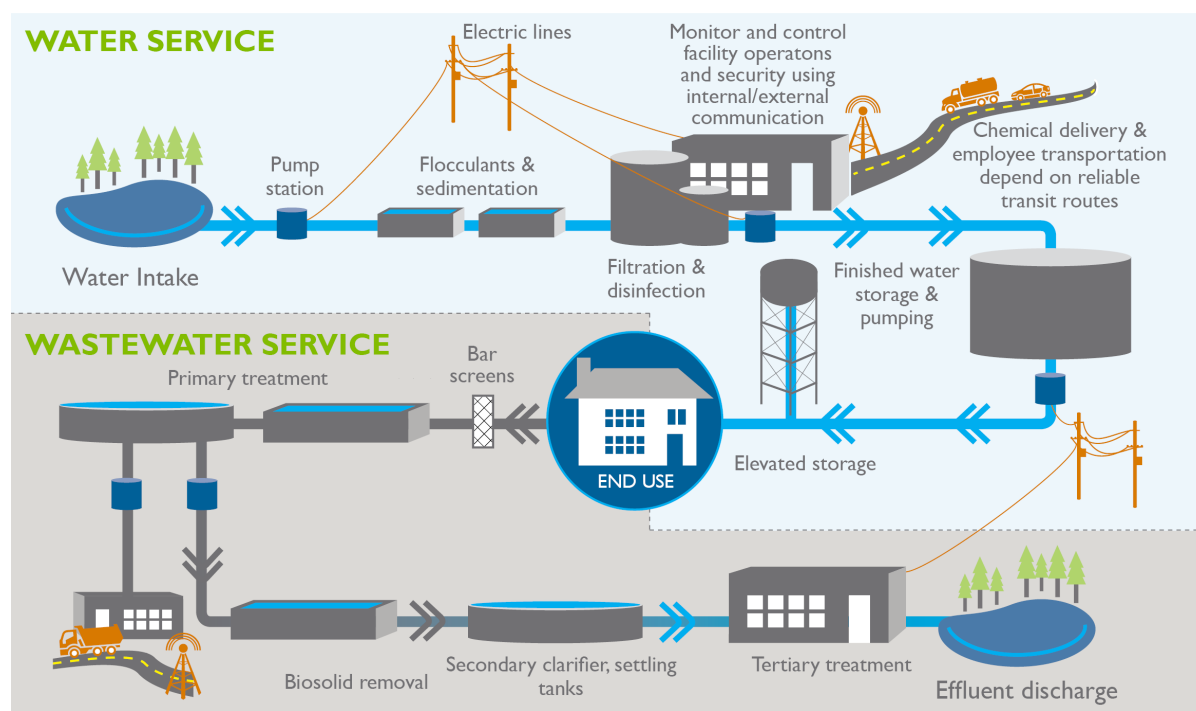 WATER SERVICE
Electric lines
Monitor and control
facility operatons
and security using
internal/external
communication
Chemical delivery &
employee transportation
depend on reliable
transit routes
Pump
station
Flocculants &
sedimentation
Water Intake
Filtration &
disinfection
Finished water
storage &
pumping
WASTEWATER SERVICE
Primary treatment
Bar
screens
END USE
Elevated storage
Biosolid removal
Secondary clarifier, settling
tanks
Tertiary treatment
Effluent discharge